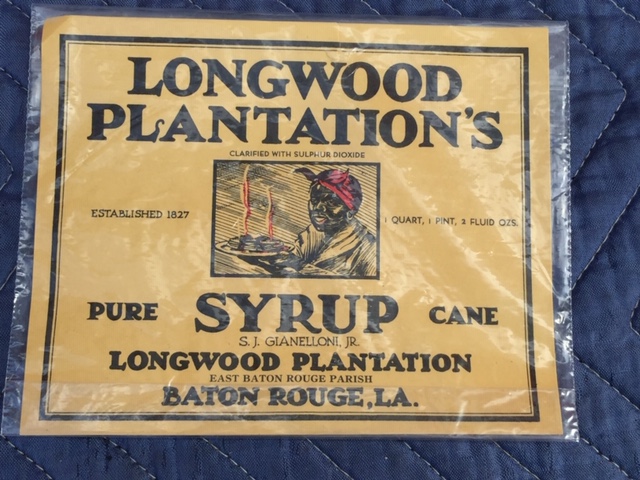 LONGWOOD
PLANTATION'S
CLARIFIED WITH SULPHUR DIOXIDE
ESTABLISHED 1827
1 QUART, 1 PINT, 2 FLUID OZS.
PURE SYRUP CANE
S. J. GIANELLONI, JR.
LONGWOOD PLANTATION
EAST BATON ROUGE PARISH
BATON ROUGE, LA.